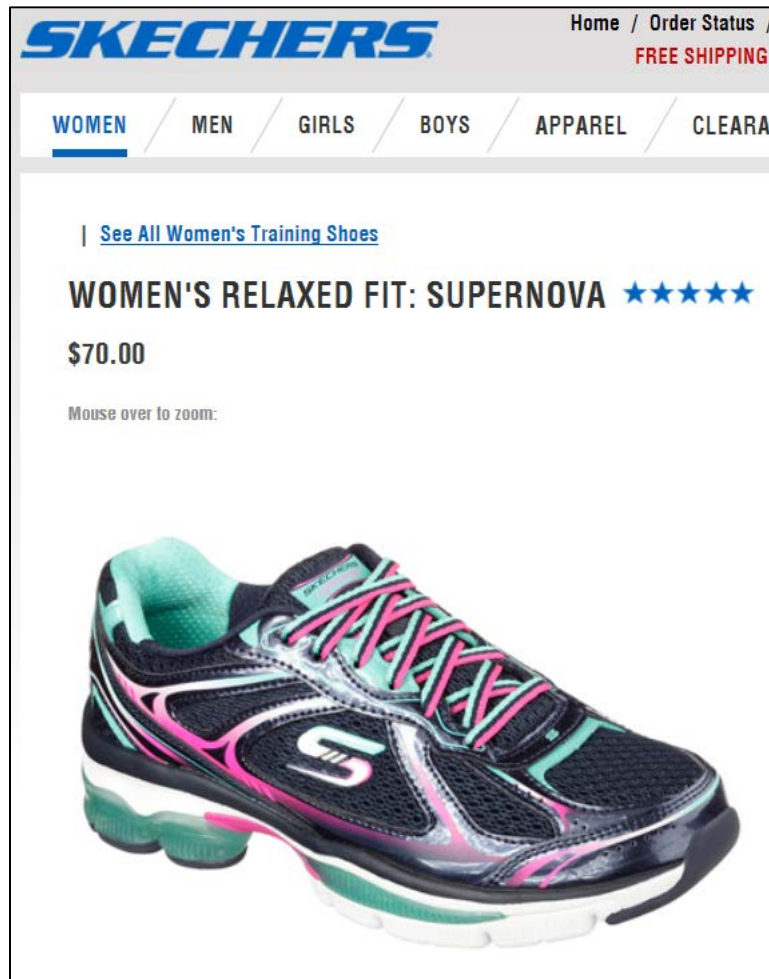 SKECHERS
Home / Order Status /
FREE SHIPPING
WOMEN / MEN / GIRLS / BOYS / APPAREL / CLEARA
| See All Women's Training Shoes
WOMEN'S RELAXED FIT: SUPERNOVA ★★★★★
$70.00
Mouse over to zoom:
SKECHERS
S
S